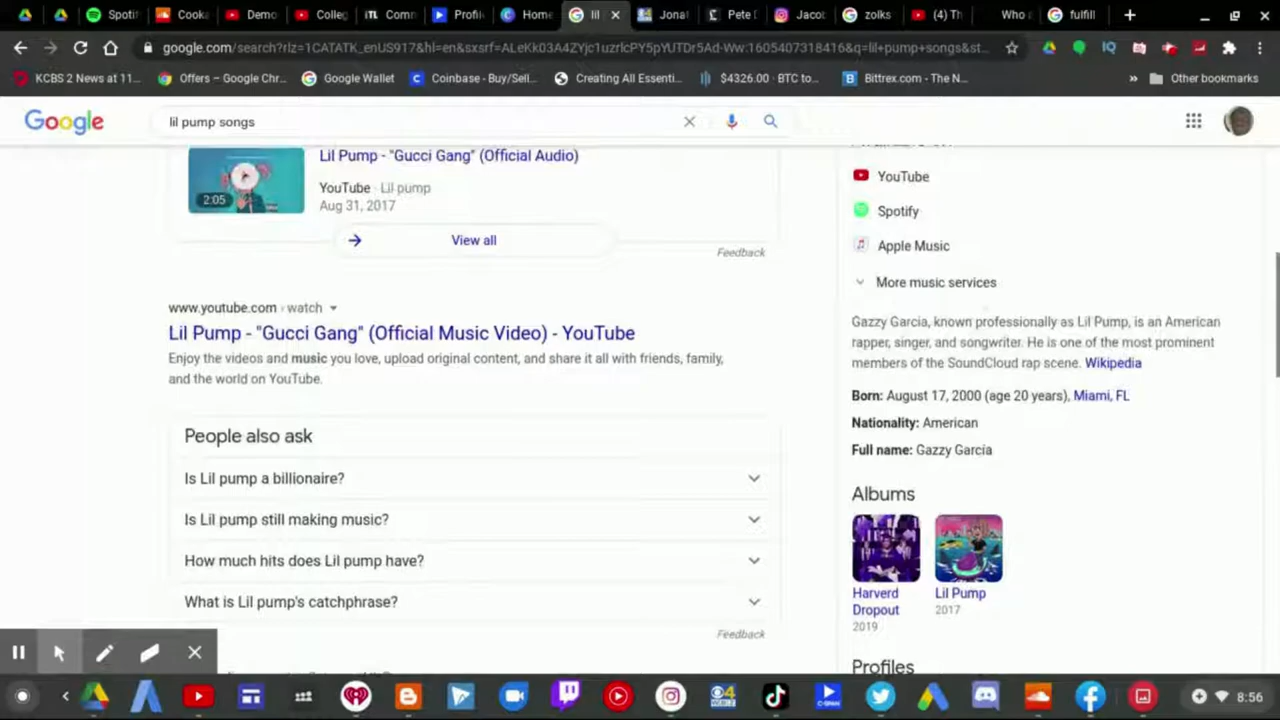 Spotif
Cooka
Demo
Colleg
Comn
Profil
Home
lil
Jonat
Pete D
Jacob
zolks
(4) Th
Who a
fulfill
google.com/search?rlz=1CATATK_enUS917&hl=en&sxsrf=ALeKk03A4ZYjc1uzrlcPY5pYUTDr5Ad-Ww:1605407318416&q=lil+pump+songs&st...
KCBS 2 News at 11...
Offers – Google Chr...
Google Wallet
Coinbase - Buy/Sell...
Creating All Essenti...
$4326.00 · BTC to...
Bittrex.com - The N...
» Other bookmarks
Google
lil pump songs
Lil Pump - "Gucci Gang" (Official Audio)
2:05
YouTube · Lil pump
Aug 31, 2017
View all
Feedback
www.youtube.com › watch
Lil Pump - "Gucci Gang" (Official Music Video) - YouTube
Enjoy the videos and music you love, upload original content, and share it all with friends, family,
and the world on YouTube.
People also ask
Is Lil pump a billionaire?
Is Lil pump still making music?
How much hits does Lil pump have?
What is Lil pump's catchphrase?
Feedback
YouTube
Spotify
Apple Music
More music services
Gazzy Garcia, known professionally as Lil Pump, is an American
rapper, singer, and songwriter. He is one of the most prominent
members of the SoundCloud rap scene. Wikipedia
Born: August 17, 2000 (age 20 years), Miami, FL
Nationality: American
Full name: Gazzy Garcia
Albums
Harverd
Dropout
2019
Lil Pump
2017
Profiles
8:56